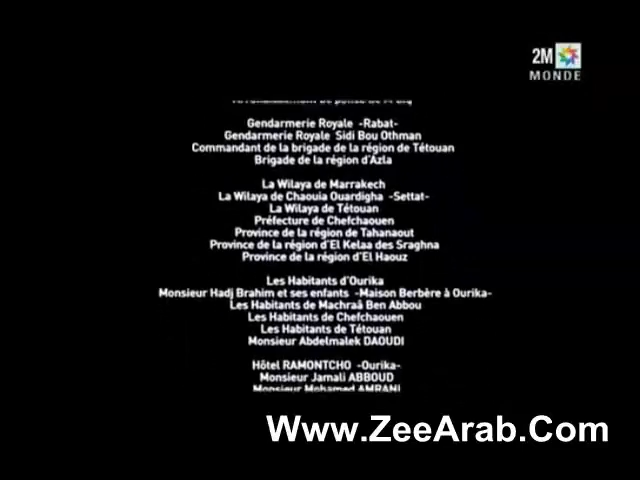 2M
MONDE
Gendarmerie Royale -Rabat-
Gendarmerie Royale Sidi Bou Othman
Commandant de la brigade de la région de Tétouan
Brigade de la région d'Azla
La Wilaya de Marrakech
La Wilaya de Chaouia Ouardigha -Settat-
La Wilaya de Tétouan
Préfecture de Chefchaouen
Province de la région de Tahanaout
Province de la région d'El Kelaa des Sraghna
Province de la région d'El Haouz
Les Habitants d'Ourika
Monsieur Hadj Brahim et ses enfants -Maison Berbère à Ourika-
Les Habitants de Machraâ Ben Abbou
Les Habitants de Chefchaouen
Les Habitants de Tétouan
Monsieur Abdelmalek DAOUDI
Hôtel RAMONTCHO -Ourika-
Monsieur Jamali ABBOUD
Monsieur Mohamed AMRANI
Www.ZeeArab.Com